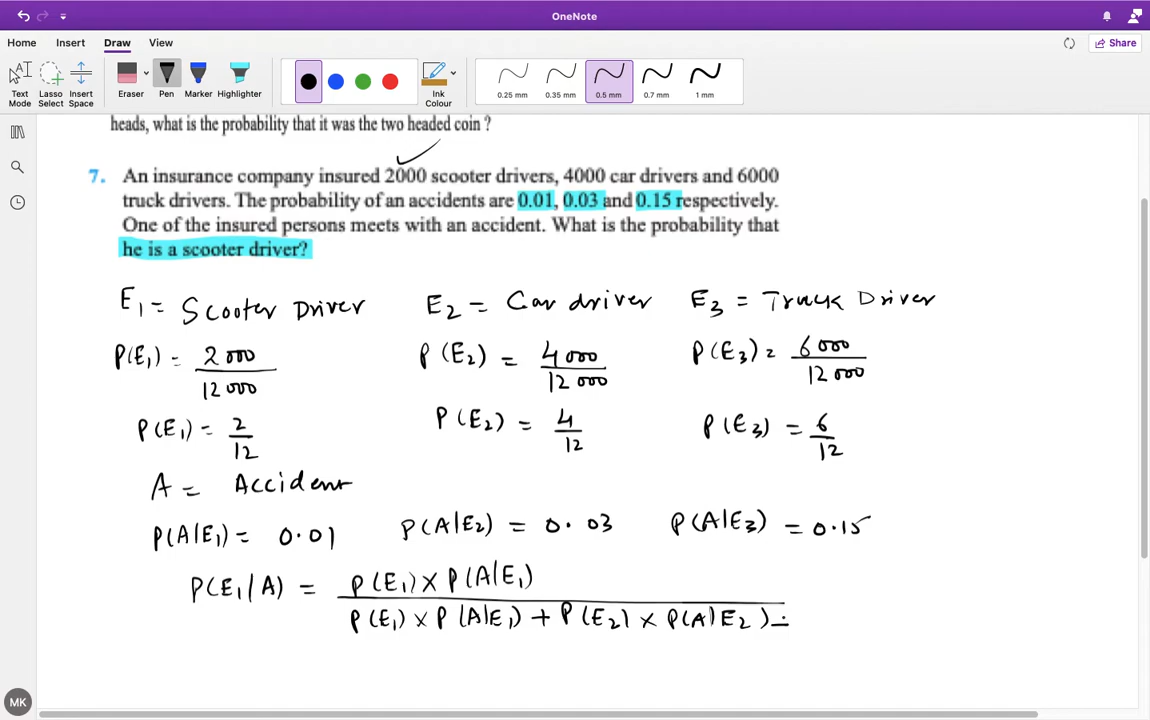 OneNote
Home Insert Draw View Share
Text Mode Lasso Select Insert Space Eraser Pen Marker Highlighter Ink Colour 0.25 mm 0.35 mm 0.5 mm 0.7 mm 1 mm
heads, what is the probability that it was the two headed coin ?
7. An insurance company insured 2000 scooter drivers, 4000 car drivers and 6000
truck drivers. The probability of an accidents are 0.01, 0.03 and 0.15 respectively.
One of the insured persons meets with an accident. What is the probability that
he is a scooter driver?
E₁ = Scooter Driver E₂ = Car driver E₃ = Truck Driver
P(E₁) = 2000/12000 P(E₂) = 4000/12000 P(E₃) = 6000/12000
P(E₁) = 2/12 P(E₂) = 4/12 P(E₃) = 6/12
A = Accident
P(A|E₁) = 0.01 P(A|E₂) = 0.03 P(A|E₃) = 0.15
P(E₁/A) = P(E₁) × P(A|E₁)
P(E₁) × P(A|E₁) + P(E₂) × P(A|E₂)
MK